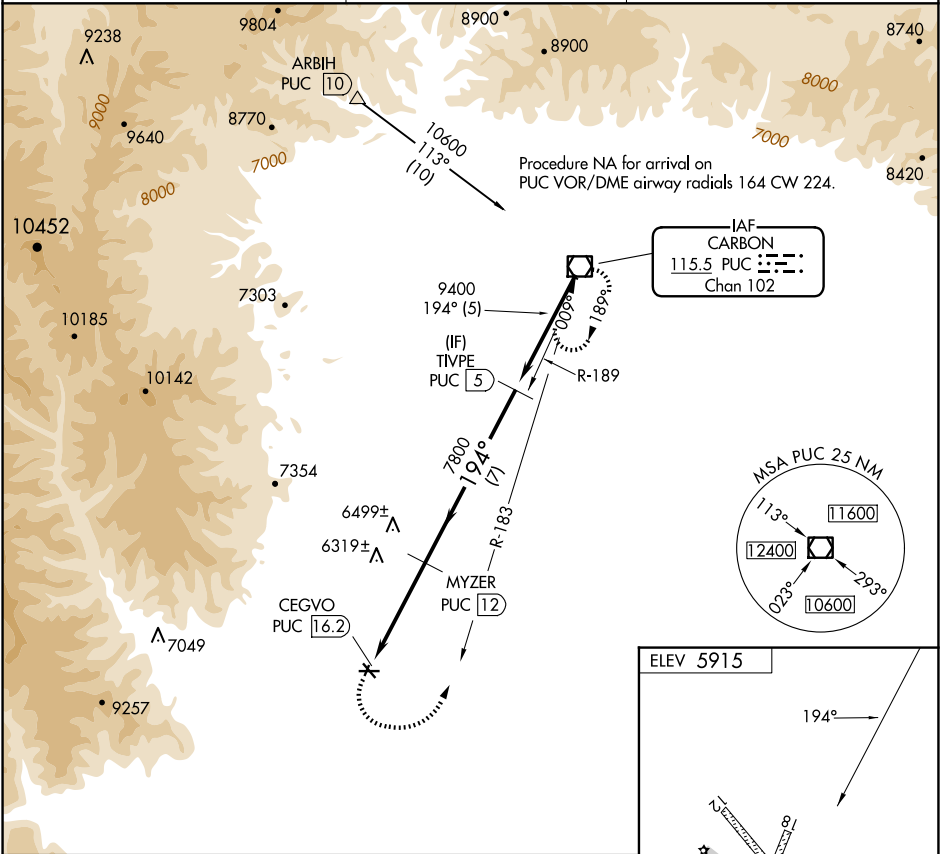 9804
8900
9238
8900
8740
ARBIH
PUC 10
8000
9000
8770
9640
10600
113°
(10)
7000
7000
8420
Procedure NA for arrival on
PUC VOR/DME airway radials 164 CW 224.
8000
10452
IAF
CARBON
115.5 PUC
Chan 102
7303
9400
194° (5)
009°
189°
10185
(IF)
TIVPE
PUC 5
R-189
10142
7800
194°
(7)
7354
MSA PUC 25 NM
113°
11600
12400
023°
293°
10600
6499±
R-183
6319±
MYZER
PUC 12
CEGVO
PUC 16.2
7049
ELEV 5915
9257
194°
12
18